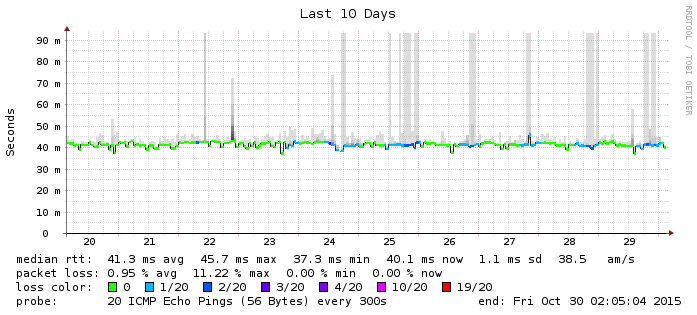 Last 10 Days
RRDTOOL / TOBI OETIKER
Seconds
90 m
80 m
70 m
60 m
50 m
40 m
30 m
20 m
10 m
0
20 21 22 23 24 25 26 27 28 29
median rtt: 41.3 ms avg 45.7 ms max 37.3 ms min 40.1 ms now 1.1 ms sd 38.5 am/s
packet loss: 0.95 % avg 11.22 % max 0.00 % min 0.00 % now
loss color: 0 1/20 2/20 3/20 4/20 10/20 19/20
probe: 20 ICMP Echo Pings (56 Bytes) every 300s end: Fri Oct 30 02:05:04 2015